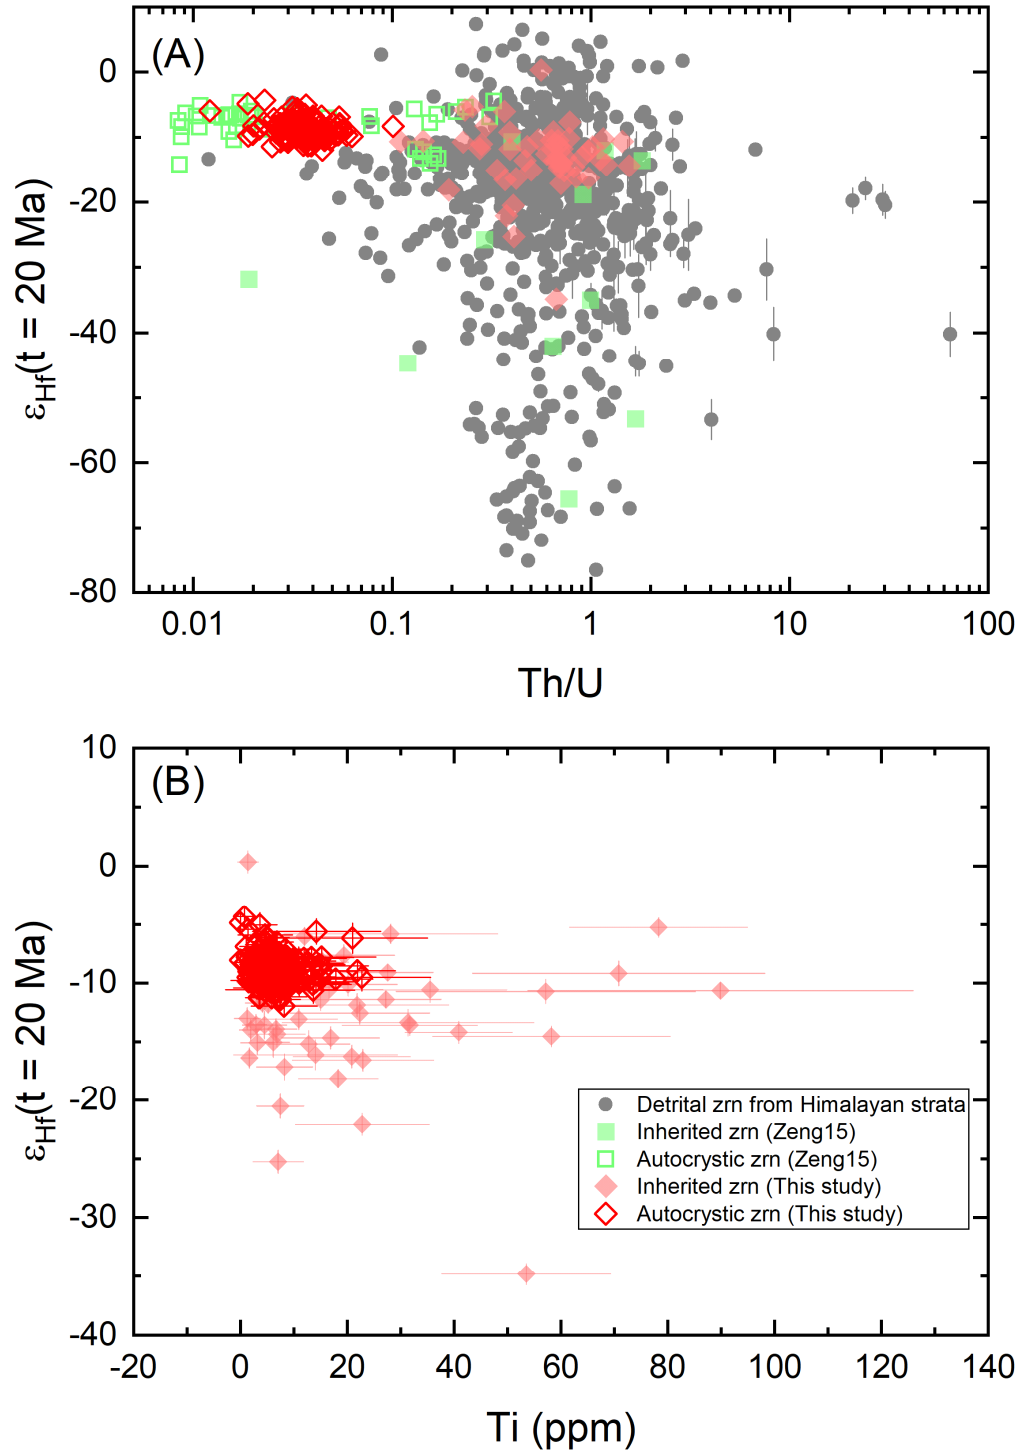 (A)
0
-20
-40
-60
-80
εHf(t = 20 Ma)
0.01 0.1 1 10 100
Th/U
(B)
10
0
-10
-20
-30
-40
εHf(t = 20 Ma)
Detrital zrn from Himalayan strata
Inherited zrn (Zeng15)
Autocrystic zrn (Zeng15)
Inherited zrn (This study)
Autocrystic zrn (This study)
-20 0 20 40 60 80 100 120 140
Ti (ppm)